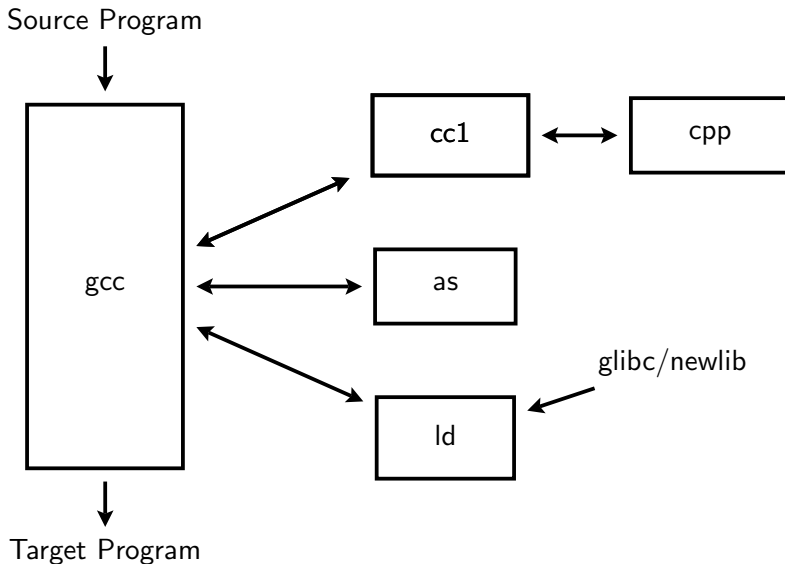 Source Program
cc1
cpp
gcc
as
glibc/newlib
ld
Target Program